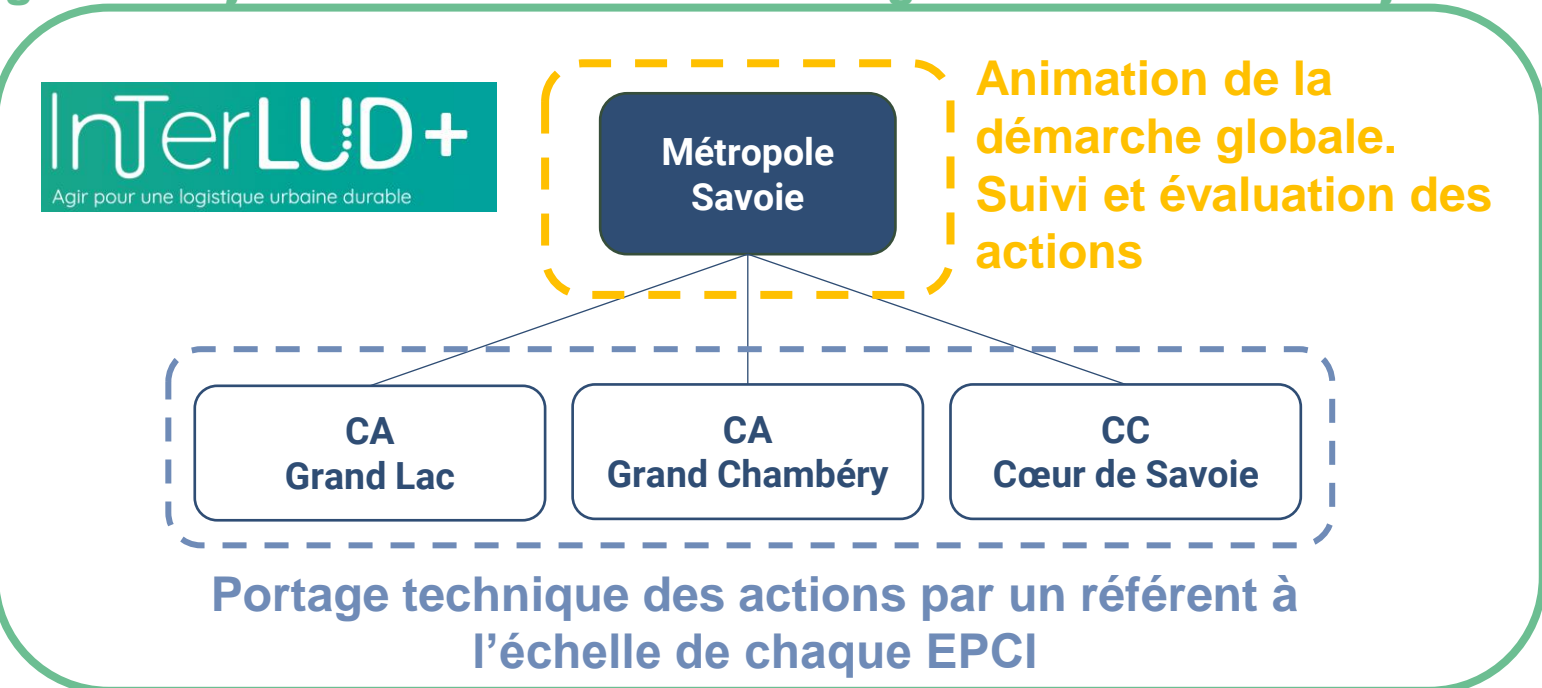 InTerLUD+
Agir pour une logistique urbaine durable
Métropole
Savoie
Animation de la
démarche globale.
Suivi et évaluation des
actions
CA
Grand Lac
CA
Grand Chambéry
CC
Cœur de Savoie
Portage technique des actions par un référent à
l’échelle de chaque EPCI